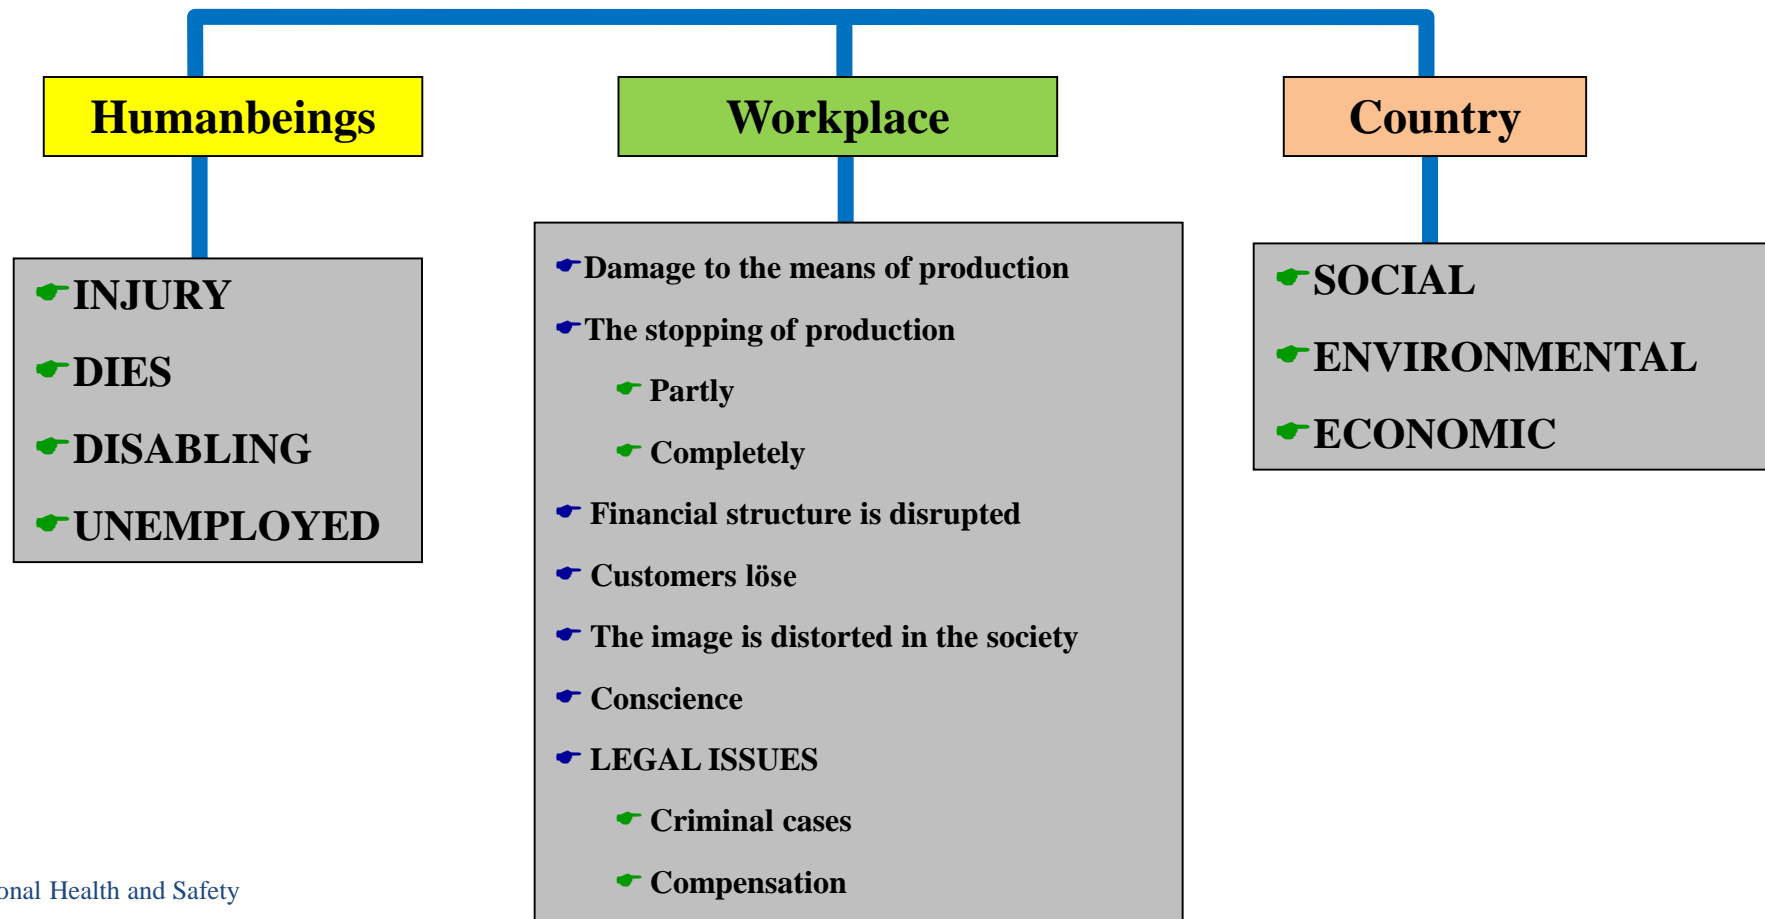 Humanbeings
Workplace
Country
INJURY
DIES
DISABLING
UNEMPLOYED
Damage to the means of production
The stopping of production
Partly
Completely
Financial structure is disrupted
Customers löse
The image is distorted in the society
Conscience
LEGAL ISSUES
Criminal cases
Compensation
SOCIAL
ENVIRONMENTAL
ECONOMIC
onal Health and Safety